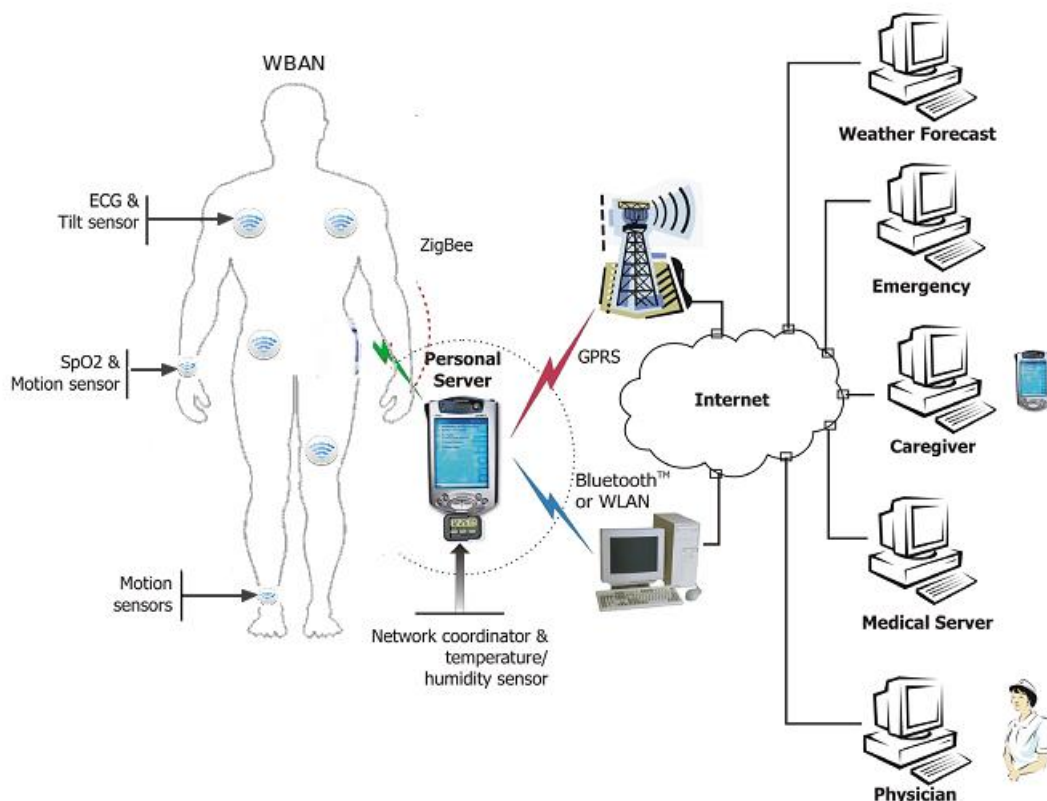 WBAN
ECG &
Tilt sensor
SpO2 &
Motion sensor
Motion
sensors
ZigBee
Personal
Server
Network coordinator &
temperature/
humidity sensor
GPRS
Bluetooth™
or WLAN
Internet
Weather Forecast
Emergency
Caregiver
Medical Server
Physician